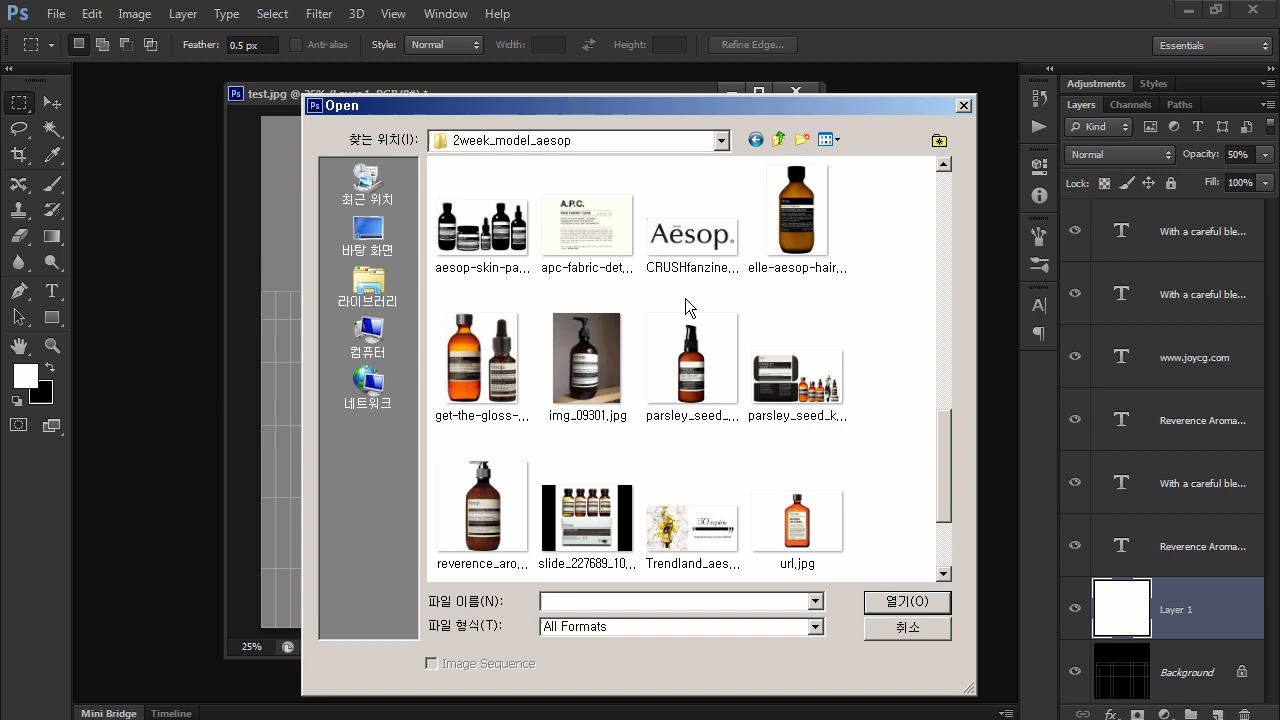 Ps File Edit Image Layer Type Select Filter 3D View Window Help
Feather: 0.5 px Anti-alias Style: Normal Width: Height: Refine Edge... Essentials
test.jpg @
Open
Adjustments Styles
Layers Channels Paths
Kind
Normal Opacity: 59%
Lock: Fill:
찾는 위치(I): 2week_model_aesop
최근 위치
바탕 화면
라이브러리
컴퓨터
네트워크
A.P.C.
Aēsop.
aesop-skin-pa...
apc-fabric-det...
CRUSHfanzine...
elle-aesop-hair...
get-the-gloss-...
img_09301.jpg
parsley_seed_...
parsley_seed_k...
reverence_aro...
slide_227689_10...
Trendland_aes...
url.jpg
파일 이름(N):
열기(O)
파일 형식(T): All Formats
취소
Image Sequence
With a careful ble...
With a careful ble...
www.joycg.com
Reverence Aroma...
With a careful ble...
Reverence Aroma...
Layer 1
Background
25%
Mini Bridge Timeline